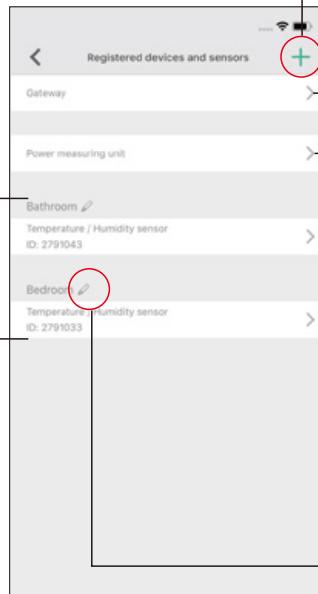 Registered devices and sensors
Gateway
Power measuring unit
Bathroom
Temperature / Humidity sensor
ID: 2791043
Bedroom
Temperature / Humidity sensor
ID: 2791033